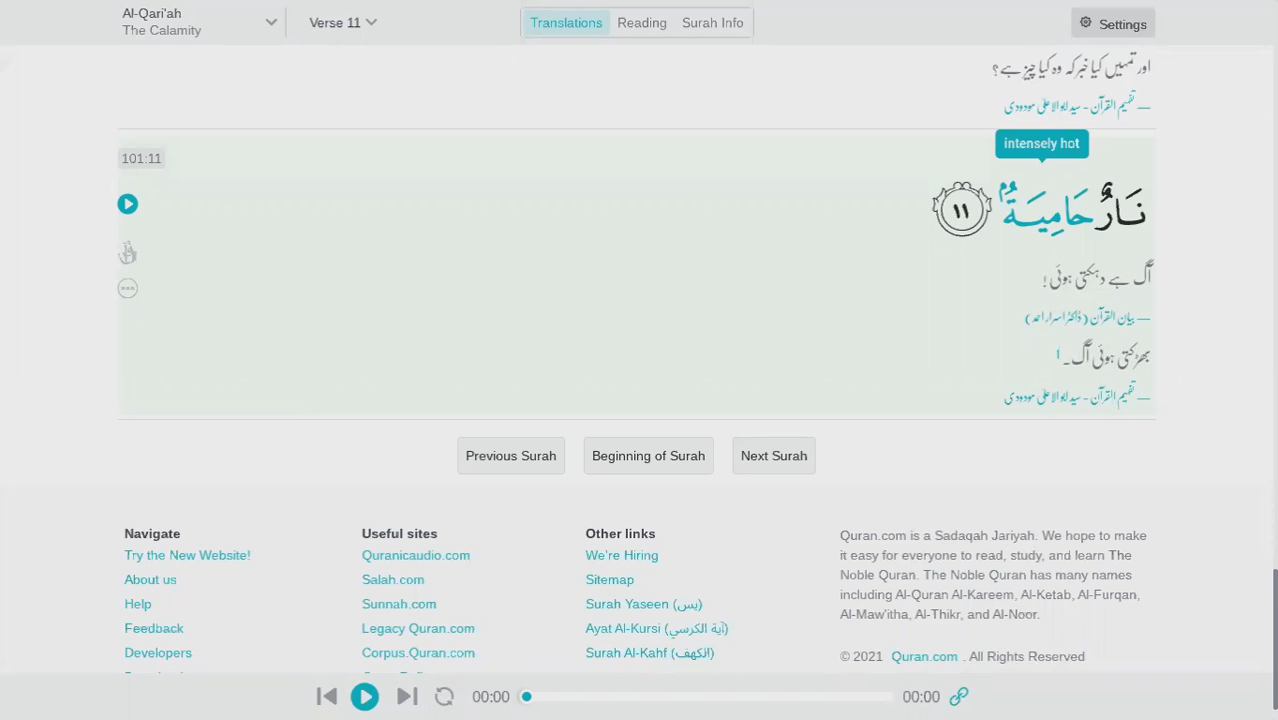 Al-Qari'ah
The Calamity
Verse 11
Translations Reading Surah Info
Settings
اور تمہیں کیا خبر کہ وہ کیا چیز ہے؟
— تفہیم القرآن - سید ابو الاعلیٰ مودودی
101:11
intensely hot
نَارٌ حَامِيَةٌۢ ١١
آگ ہے دہکتی ہوئی !
— بیان القرآن (ڈاکٹر اسرار احمد)
بھڑکتی ہوئی آگ۔ 1
— تفہیم القرآن - سید ابو الاعلیٰ مودودی
Previous Surah Beginning of Surah Next Surah
Navigate
Try the New Website!
About us
Help
Feedback
Developers
Useful sites
Quranicaudio.com
Salah.com
Sunnah.com
Legacy Quran.com
Corpus.Quran.com
Other links
We're Hiring
Sitemap
Surah Yaseen (يس)
Ayat Al-Kursi (آية الكرسي)
Surah Al-Kahf (الكهف)
Quran.com is a Sadaqah Jariyah. We hope to make
it easy for everyone to read, study, and learn The
Noble Quran. The Noble Quran has many names
including Al-Quran Al-Kareem, Al-Ketab, Al-Furqan,
Al-Maw'itha, Al-Thikr, and Al-Noor.
© 2021 Quran.com . All Rights Reserved
00:00 00:00